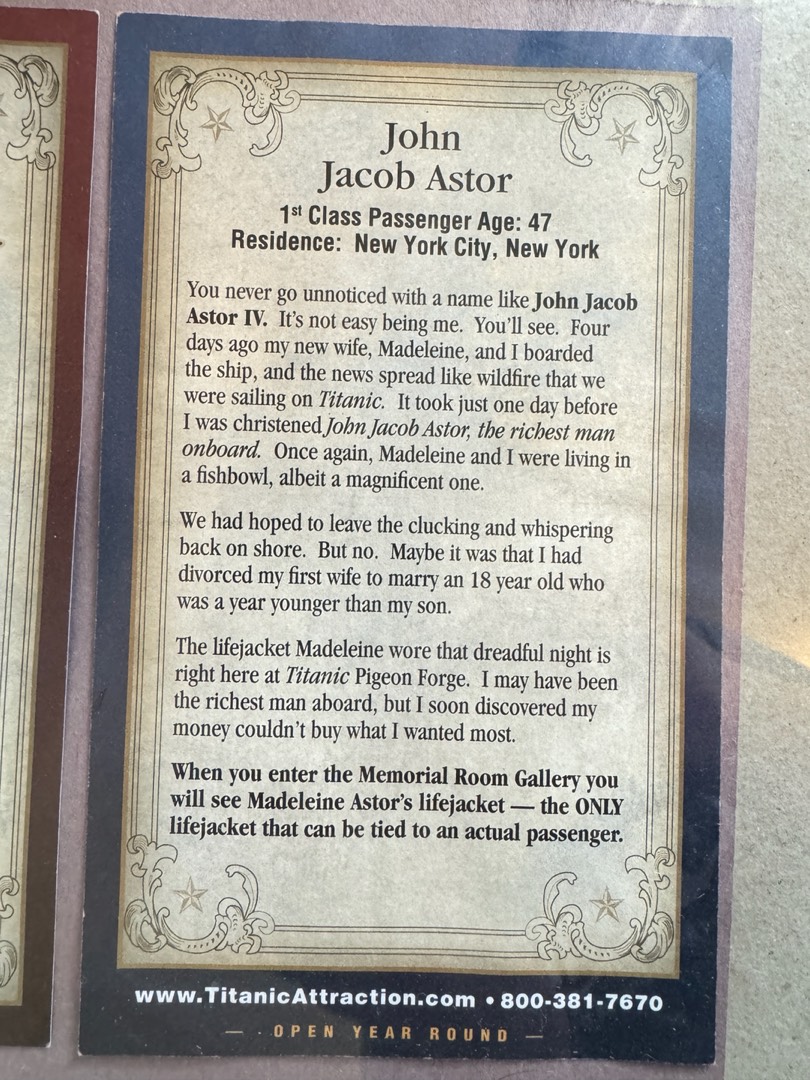 John
Jacob Astor
1st Class Passenger Age: 47
Residence: New York City, New York
You never go unnoticed with a name like John Jacob
Astor IV. It's not easy being me. You'll see. Four
days ago my new wife, Madeleine, and I boarded
the ship, and the news spread like wildfire that we
were sailing on Titanic. It took just one day before
I was christened John Jacob Astor, the richest man
onboard. Once again, Madeleine and I were living in
a fishbowl, albeit a magnificent one.
We had hoped to leave the clucking and whispering
back on shore. But no. Maybe it was that I had
divorced my first wife to marry an 18 year old who
was a year younger than my son.
The lifejacket Madeleine wore that dreadful night is
right here at Titanic Pigeon Forge. I may have been
the richest man aboard, but I soon discovered my
money couldn't buy what I wanted most.
When you enter the Memorial Room Gallery you
will see Madeleine Astor's lifejacket — the ONLY
lifejacket that can be tied to an actual passenger.
www.TitanicAttraction.com • 800-381-7670
— OPEN YEAR ROUND —